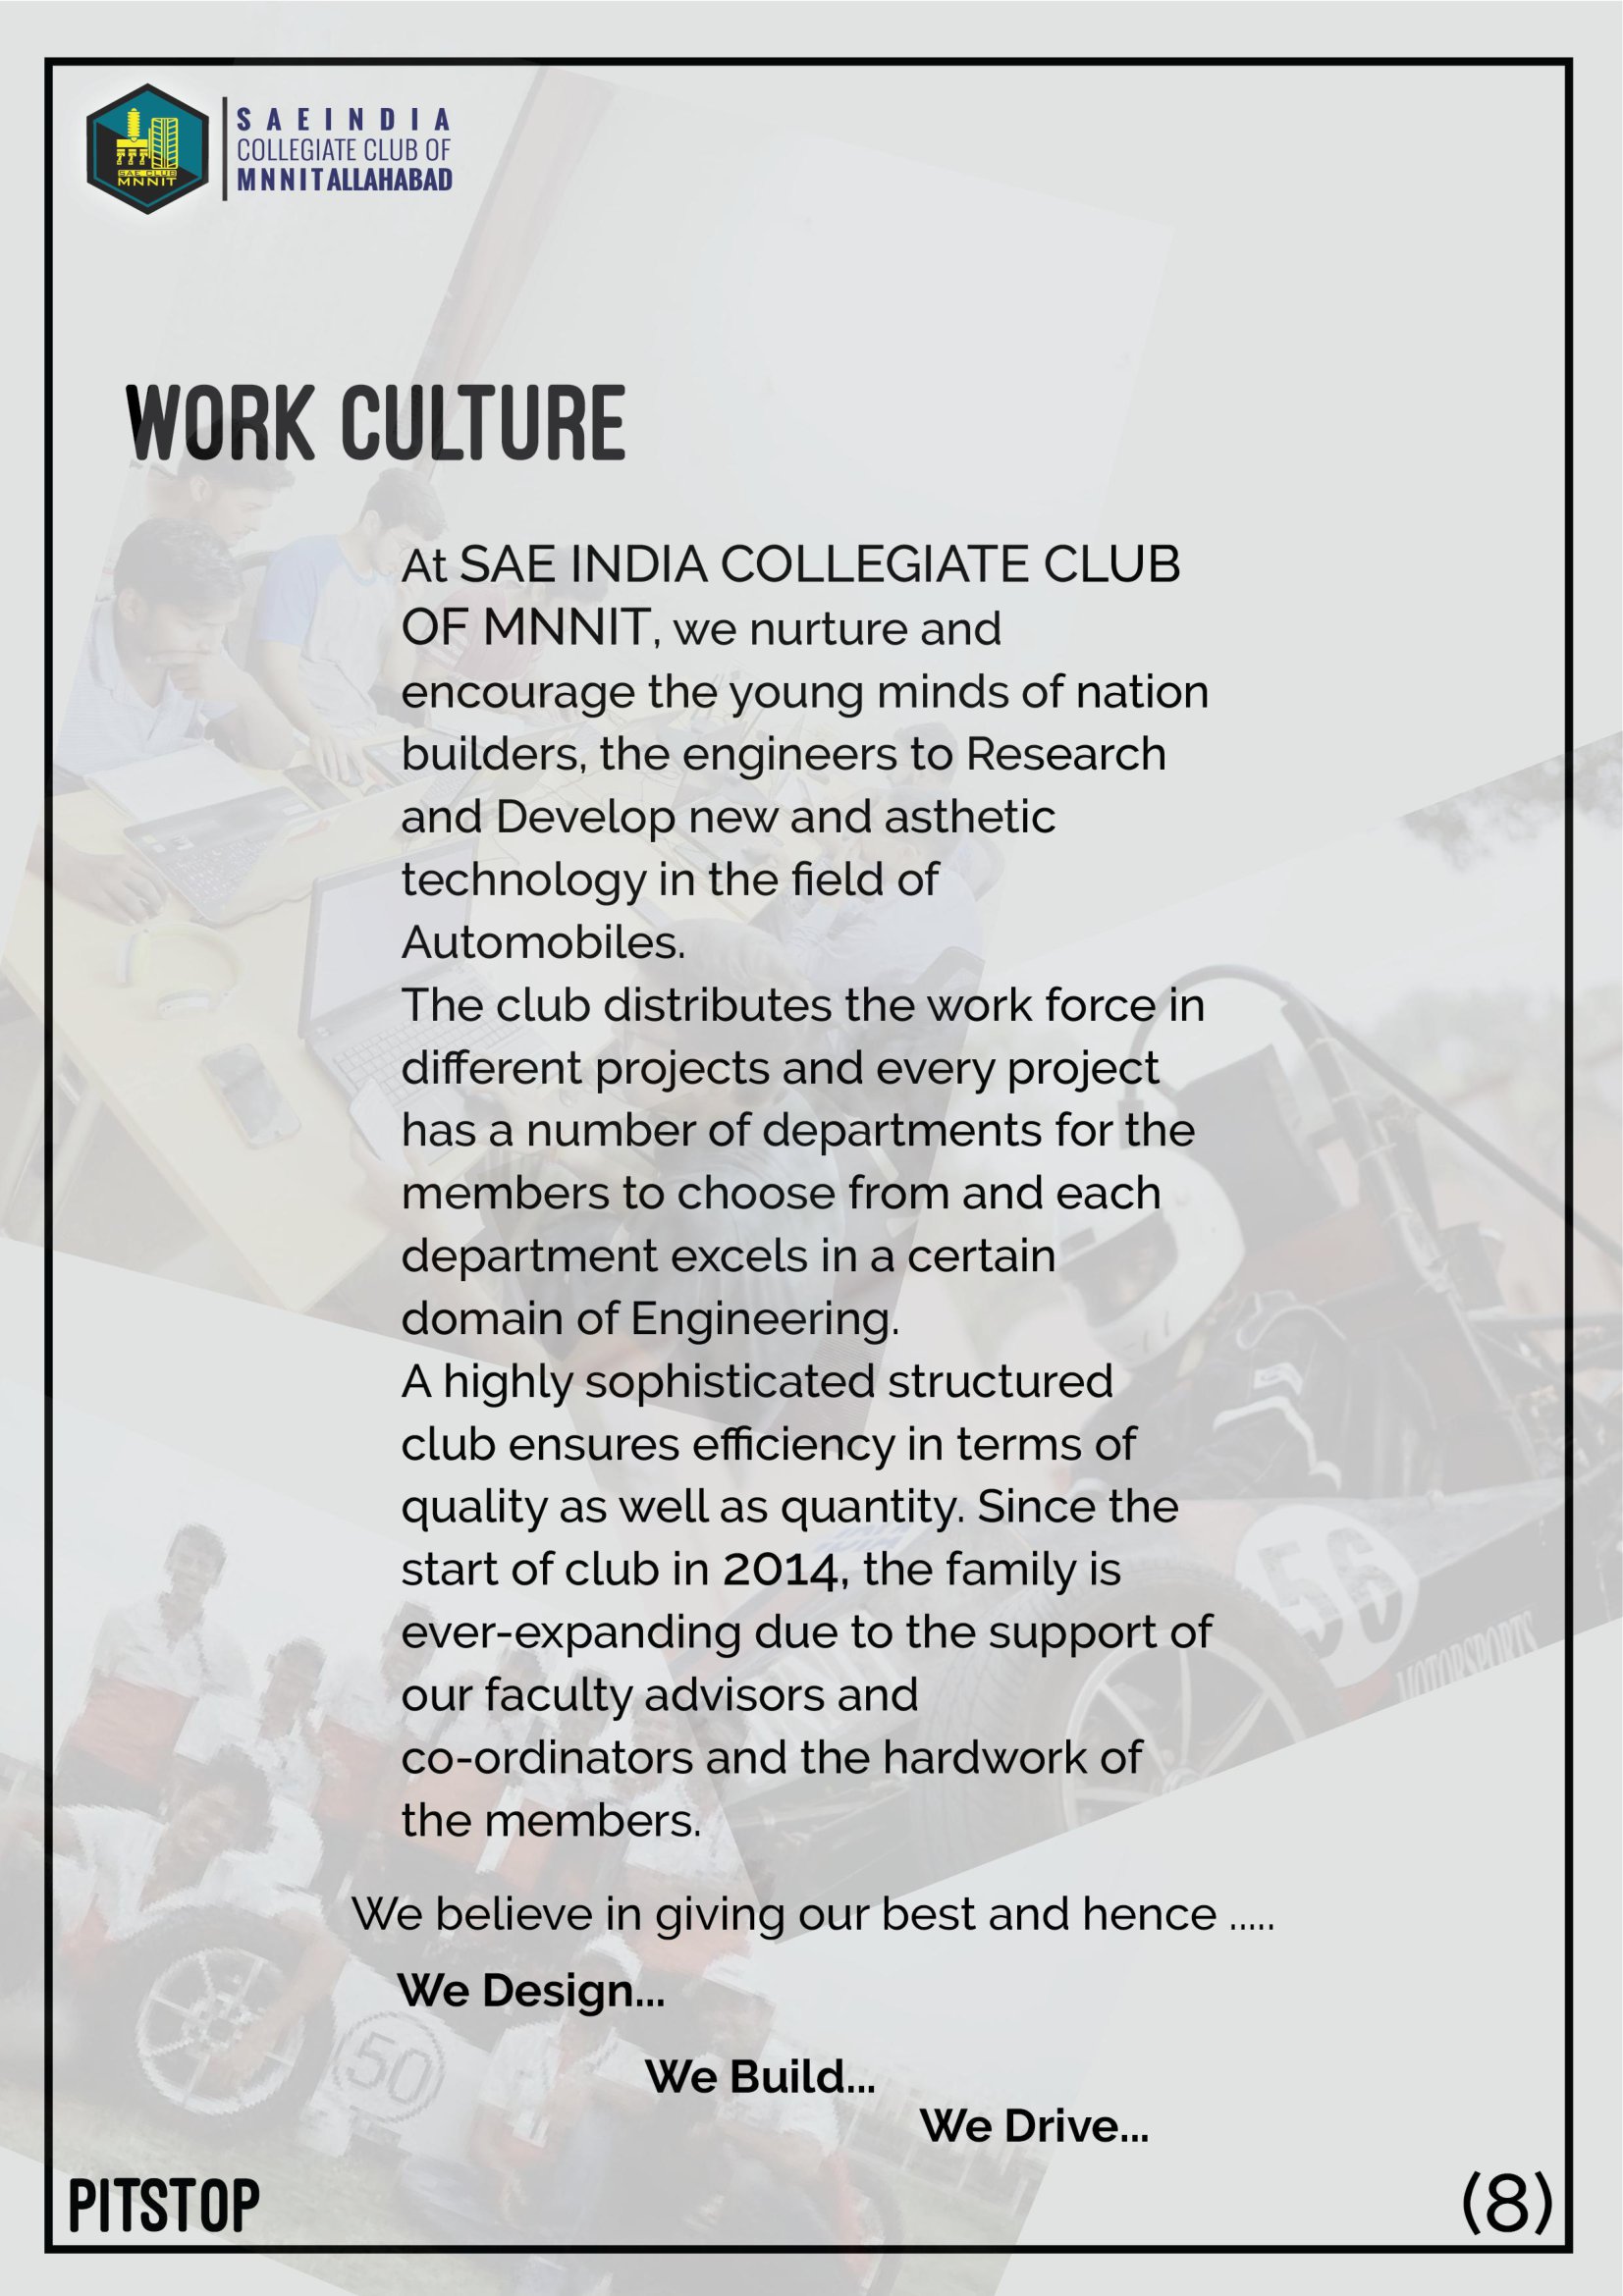 SAEINDIA
COLLEGIATE CLUB OF
MNNIT ALLAHABAD
SAE CLUB
MNNIT
WORK CULTURE
At SAE INDIA COLLEGIATE CLUB
OF MNNIT, we nurture and
encourage the young minds of nation
builders, the engineers to Research
and Develop new and asthetic
technology in the field of
Automobiles.
The club distributes the work force in
different projects and every project
has a number of departments for the
members to choose from and each
department excels in a certain
domain of Engineering.
A highly sophisticated structured
club ensures efficiency in terms of
quality as well as quantity. Since the
start of club in 2014, the family is
ever-expanding due to the support of
our faculty advisors and
co-ordinators and the hardwork of
the members.
56
MOTORSPORTS
We believe in giving our best and hence .....
We Design...
50
We Build...
We Drive...
PITSTOP
(8)